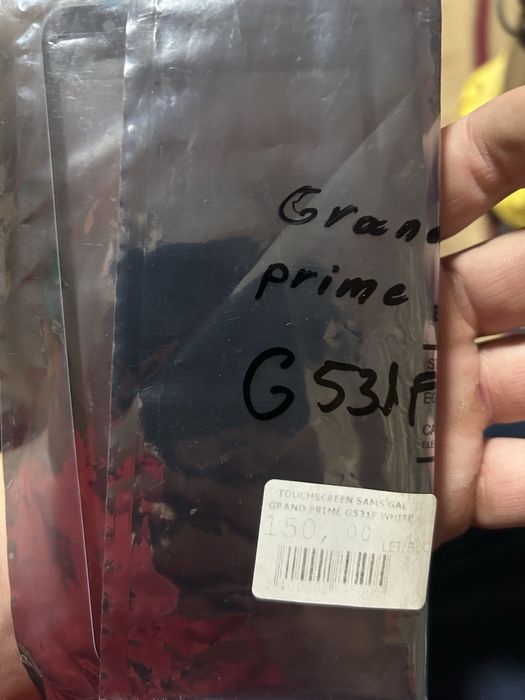 Grand
prime
G531F
TOUCHSCREEN SAMS GAL
GRAND PRIME G531F WHITE
150, 00
LEI/BUC